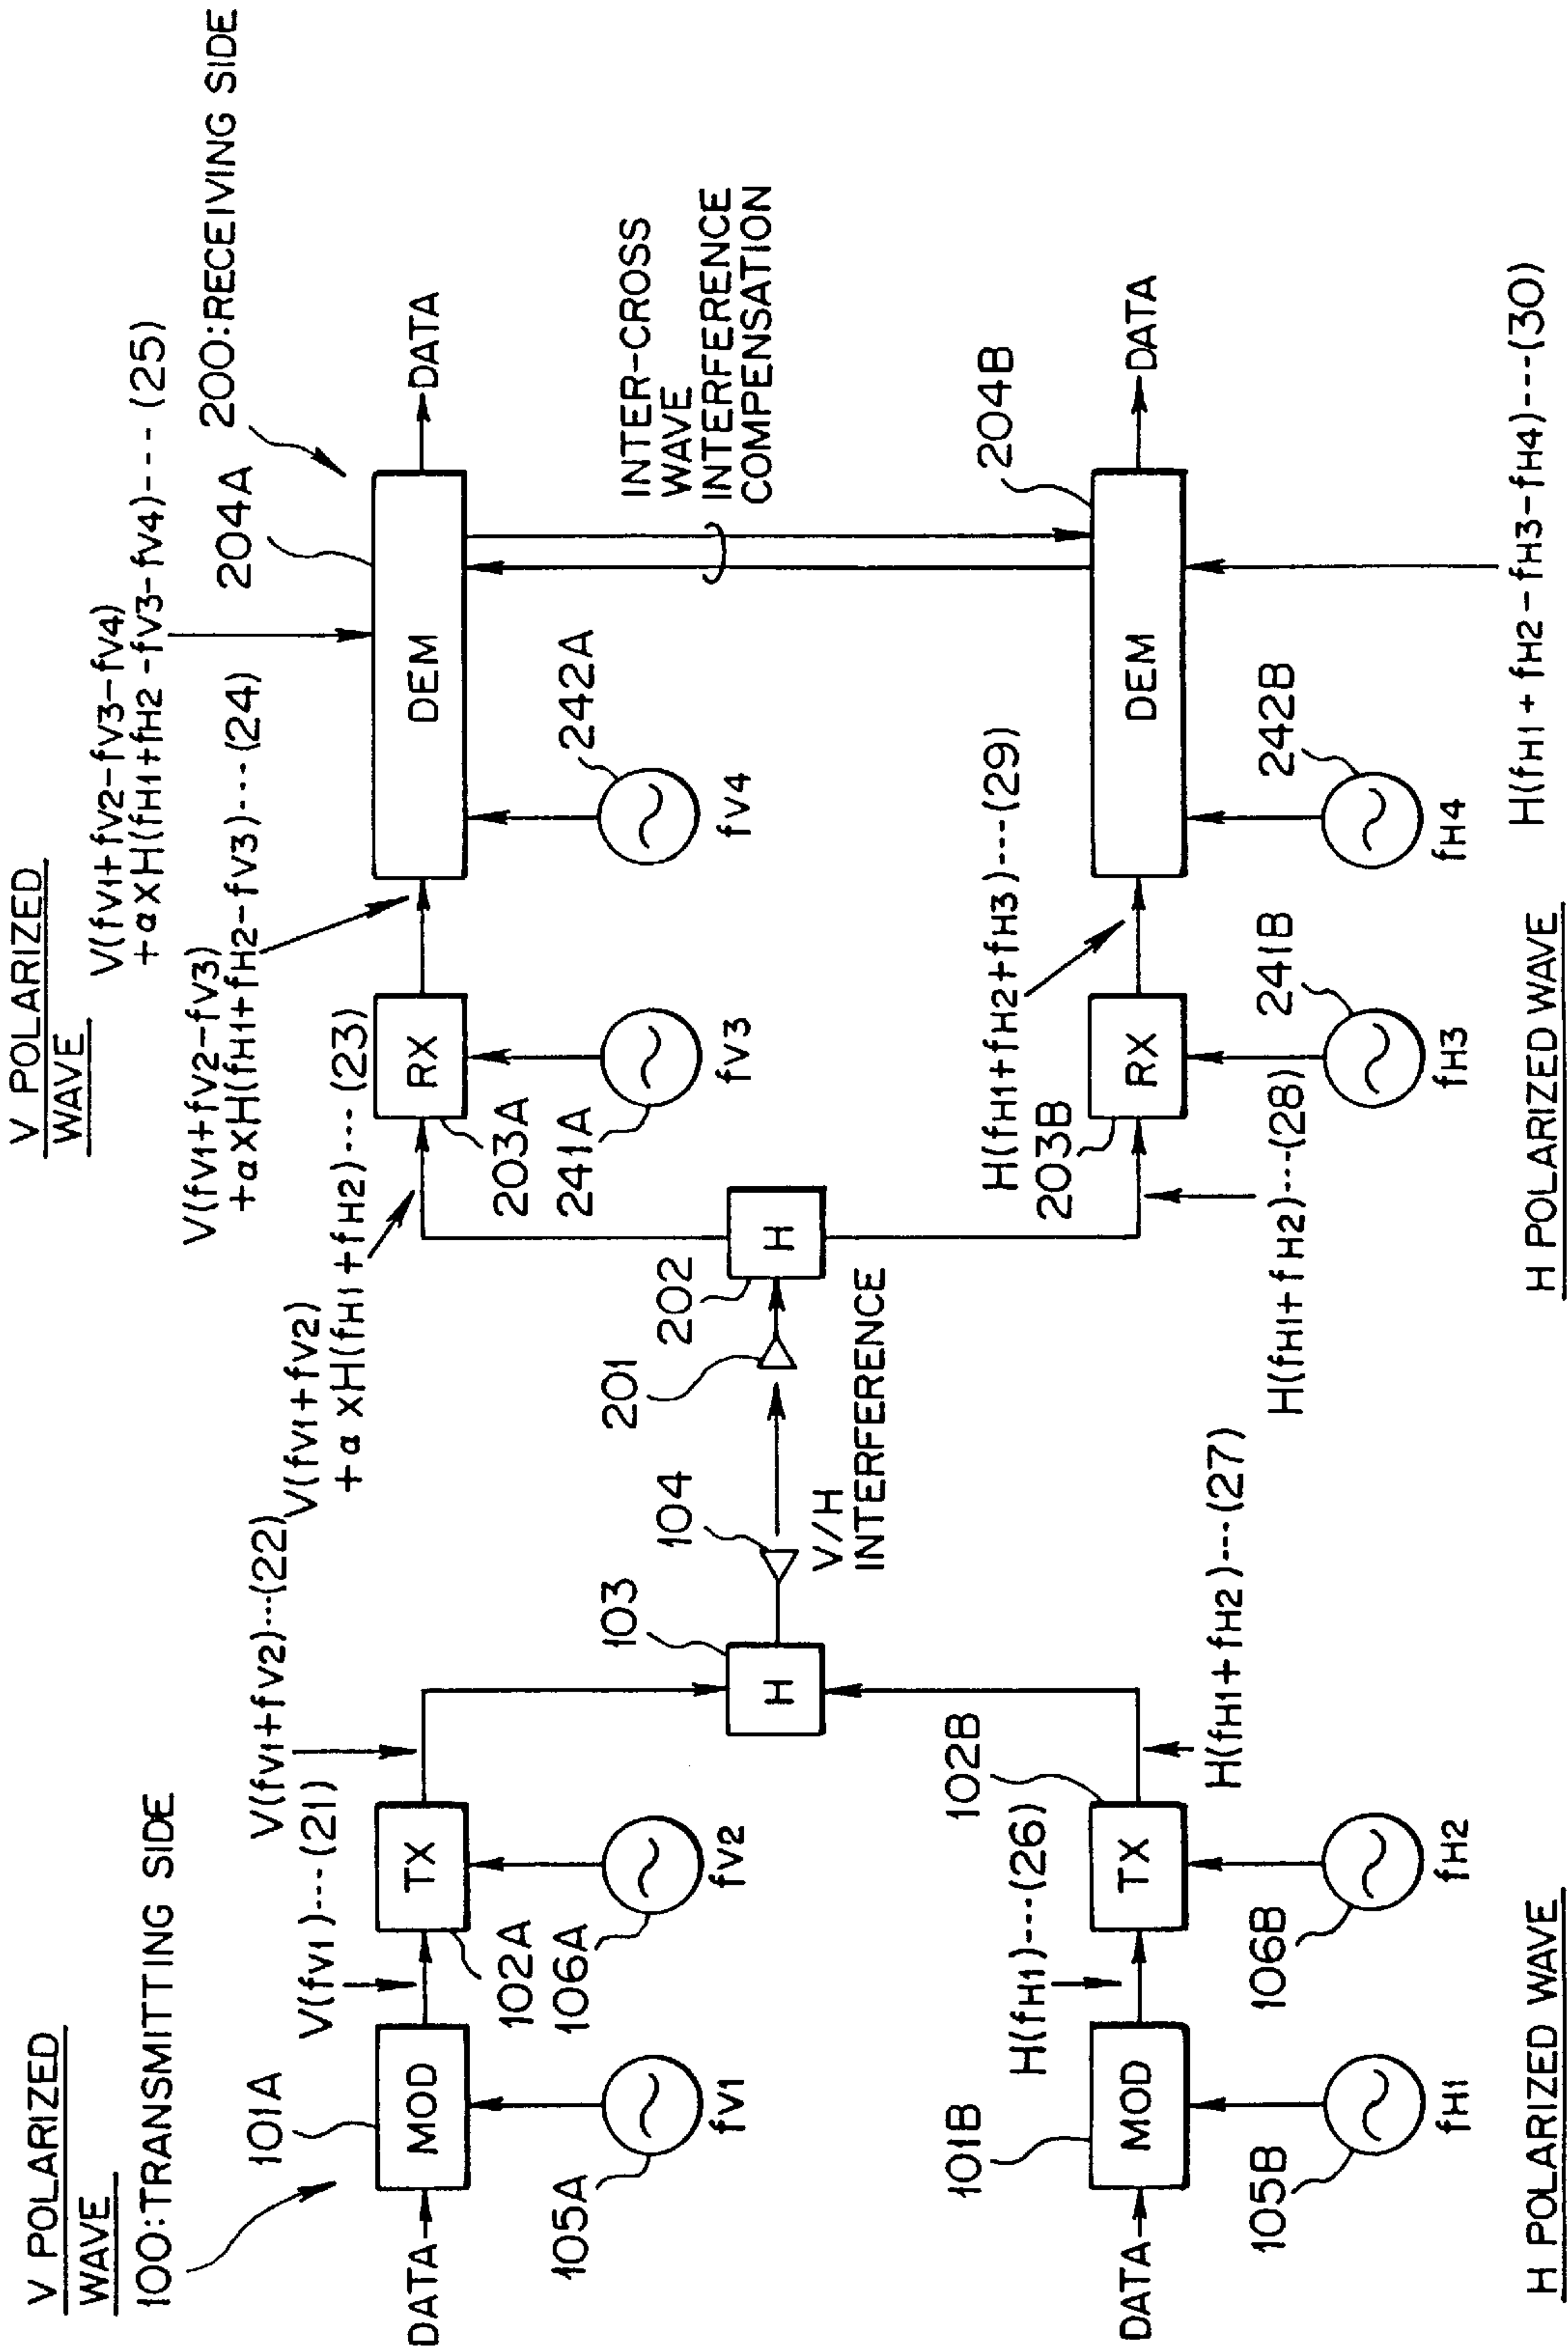 V POLARIZED
WAVE
100:TRANSMITTING SIDE
101A
MOD
DATA
105A
fV1
V(fV1)---(21)
V(fV1+fV2)---(22)
TX
102A
106A
fV2
103
H
104
V/H
INTERFERENCE
201
202
H
V(fV1+fV2)
+α XH(fH1+fH2)---(23)
V POLARIZED
WAVE
200:RECEIVING SIDE
V(fV1+fV2-fV3)
+αXH(fH1+fH2-fV3)---(24)
V(fV1+fV2-fV3-fV4)
+αXH(fH1+fH2-fV3-fV4)---(25)
RX
203A
241A
fV3
204A
DEM
242A
fV4
DATA
INTER-CROSS
WAVE
INTERFERENCE
COMPENSATION
101B
MOD
DATA
105B
fH1
H(fH1)---(26)
102B
TX
106B
fH2
H(fH1+fH2)---(27)
H POLARIZED WAVE
H(fH1+fH2)---(28)
H(fH1+fH2+fH3)---(29)
203B
RX
241B
fH3
204B
DEM
242B
fH4
DATA
H(fH1+fH2-fH3-fH4)---(30)
H POLARIZED WAVE